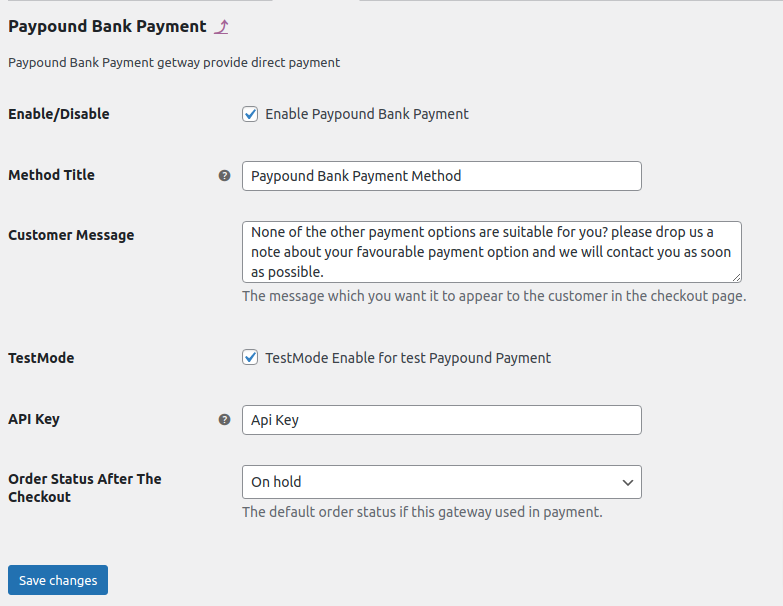 Paypound Bank Payment
Paypound Bank Payment getway provide direct payment
Enable/Disable
Enable Paypound Bank Payment
Method Title
Paypound Bank Payment Method
Customer Message
None of the other payment options are suitable for you? please drop us a
note about your favourable payment option and we will contact you as soon
as possible.
The message which you want it to appear to the customer in the checkout page.
TestMode
TestMode Enable for test Paypound Payment
API Key
Api Key
Order Status After The
Checkout
On hold
The default order status if this gateway used in payment.
Save changes